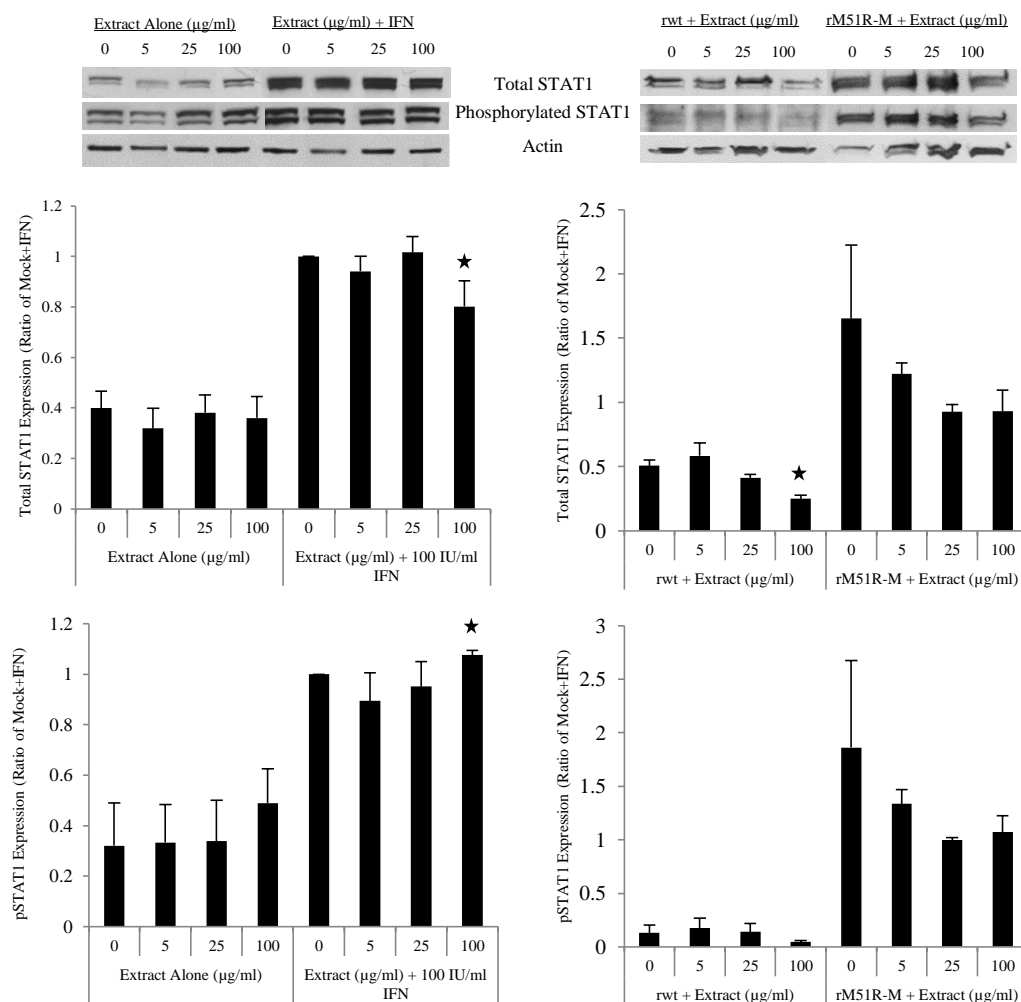 Extract Alone (µg/ml)
Extract (µg/ml) + IFN
0 5 25 100 0 5 25 100
rwt + Extract (µg/ml)
rM51R-M + Extract (µg/ml)
0 5 25 100 0 5 25 100
Total STAT1
Phosphorylated STAT1
Actin
Total STAT1 Expression (Ratio of Mock+IFN)
1.2
1
0.8
0.6
0.4
0.2
0
★
0 5 25 100 0 5 25 100
Extract Alone (µg/ml)
Extract (µg/ml) + 100 IU/ml
IFN
Total STAT1 Expression (Ratio of Mock+IFN)
2.5
2
1.5
1
0.5
0
★
0 5 25 100 0 5 25 100
rwt + Extract (µg/ml)
rM51R-M + Extract (µg/ml)
pSTAT1 Expression (Ratio of Mock+IFN)
1.2
1
0.8
0.6
0.4
0.2
0
★
0 5 25 100 0 5 25 100
Extract Alone (µg/ml)
Extract (µg/ml) + 100 IU/ml
IFN
pSTAT1 Expression (Ratio of Mock+IFN)
3
2.5
2
1.5
1
0.5
0
0 5 25 100 0 5 25 100
rwt + Extract (µg/ml)
rM51R-M + Extract (µg/ml)